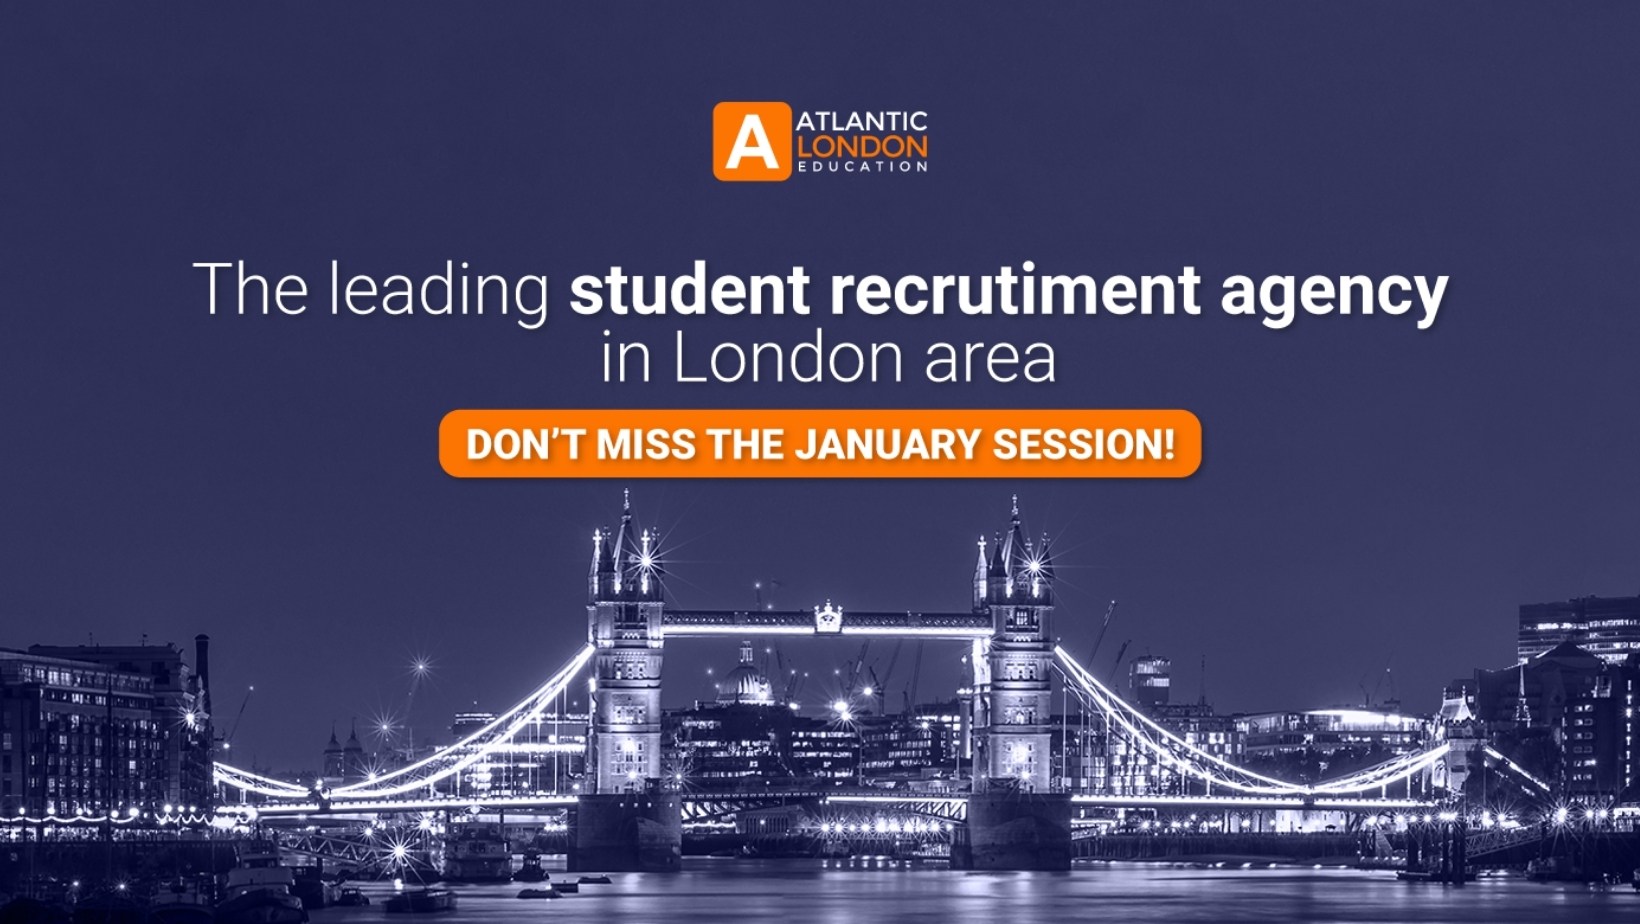 A
ATLANTIC
LONDON
EDUCATION
The leading student recrutiment agency
in London area
DON'T MISS THE JANUARY SESSION!